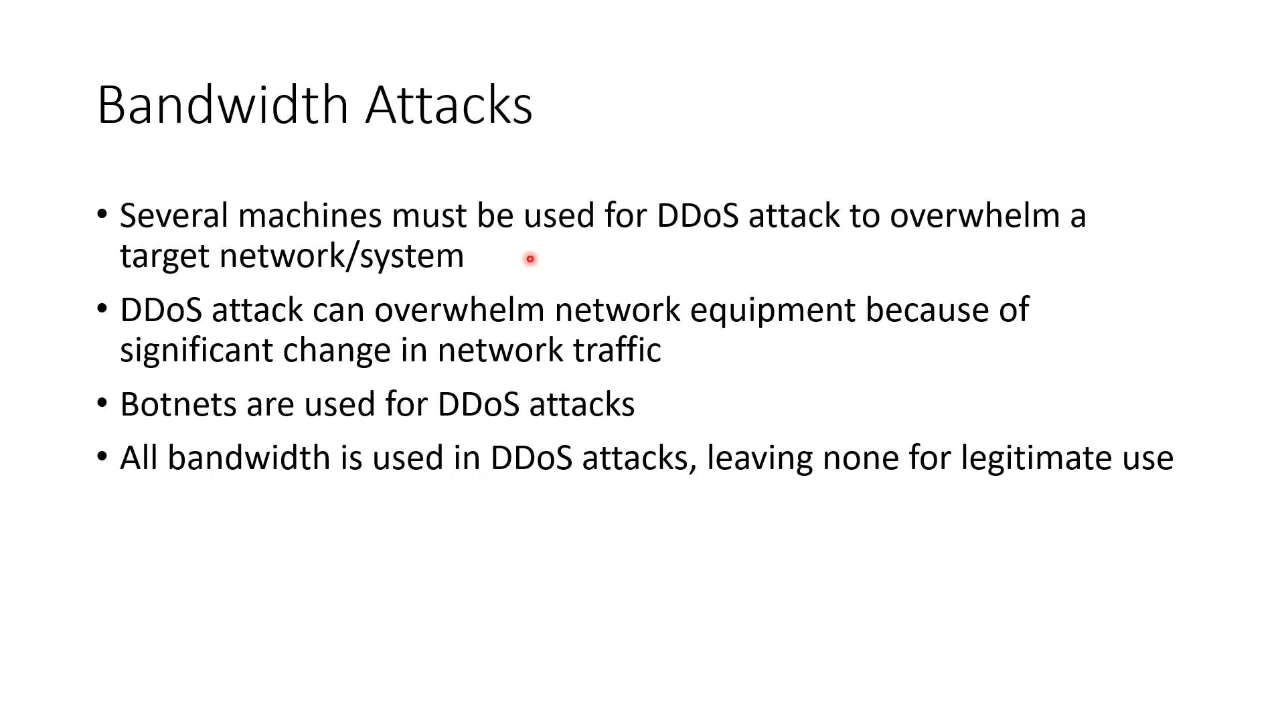 Bandwidth Attacks
• Several machines must be used for DDoS attack to overwhelm a
target network/system
• DDoS attack can overwhelm network equipment because of
significant change in network traffic
• Botnets are used for DDoS attacks
• All bandwidth is used in DDoS attacks, leaving none for legitimate use